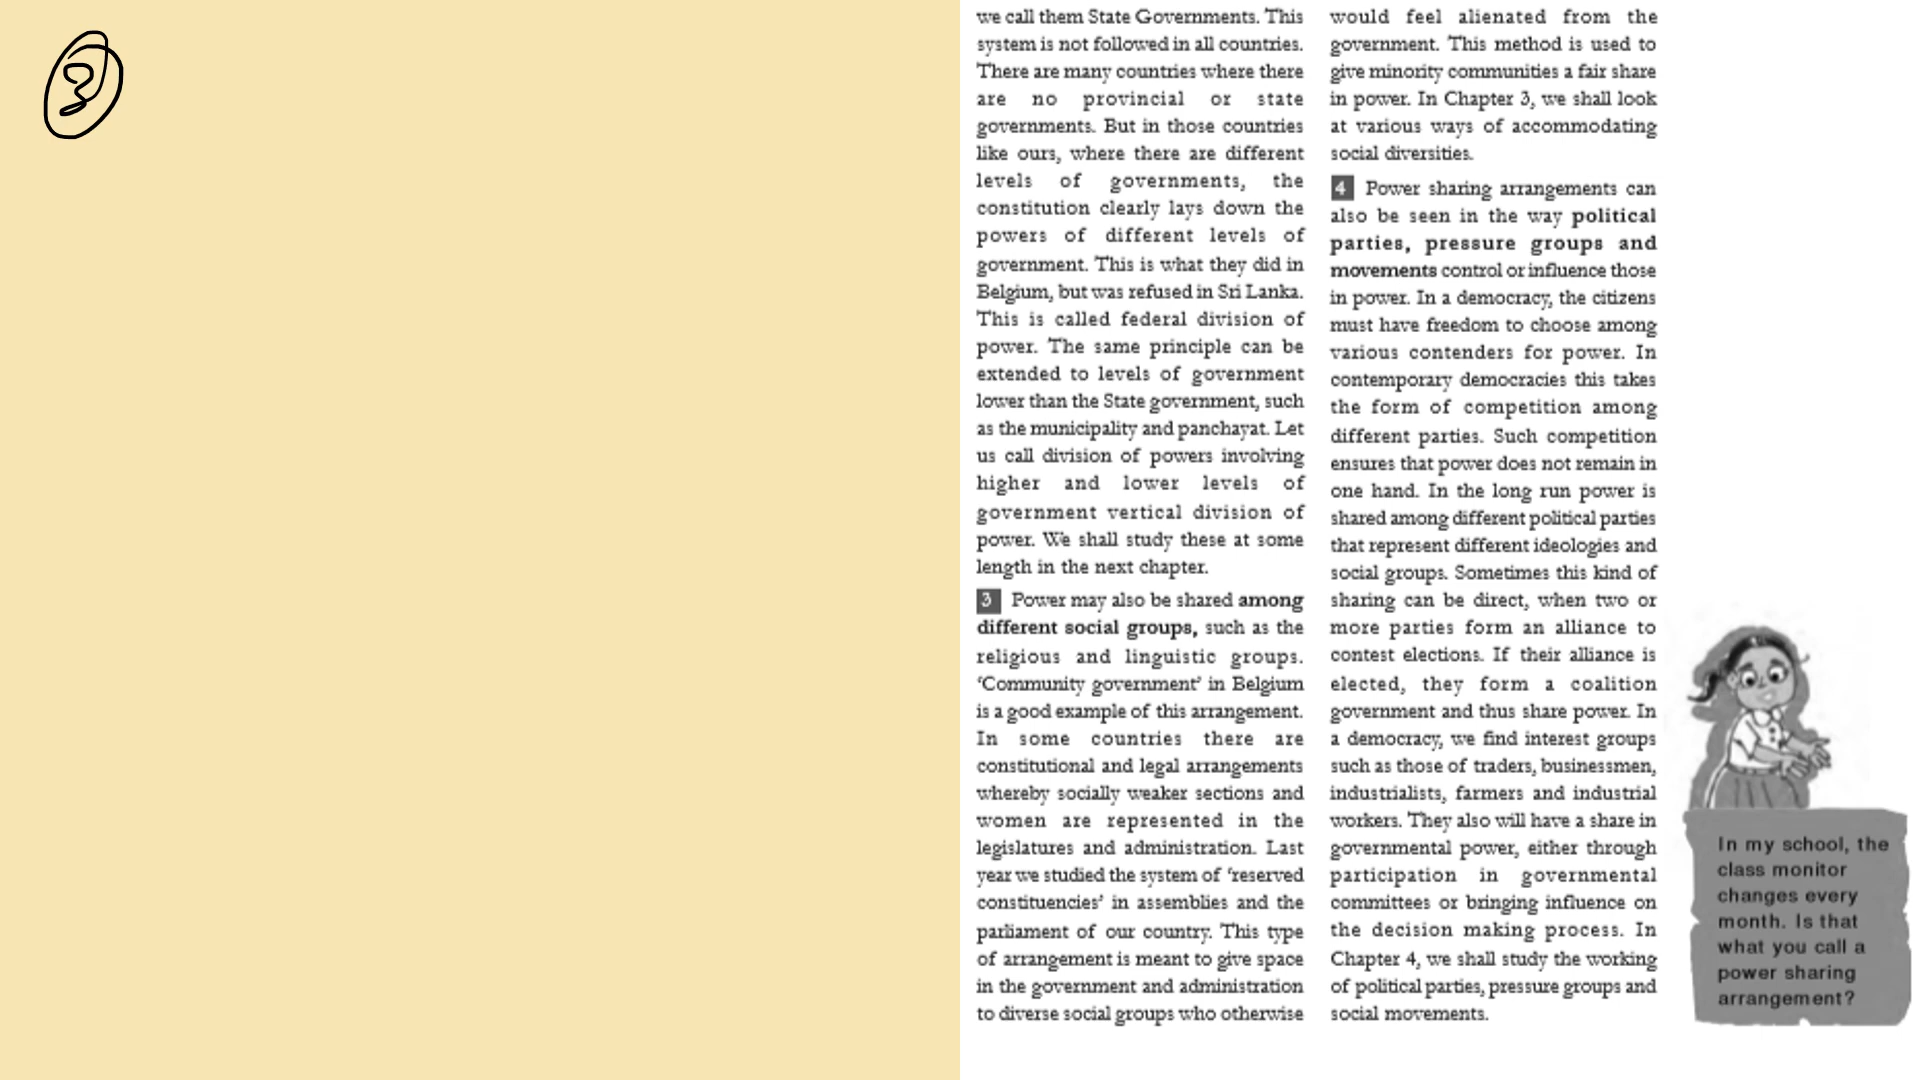 3
we call them State Governments. This
system is not followed in all countries.
There are many countries where there
are no provincial or state
governments. But in those countries
like ours, where there are different
levels of governments, the
constitution clearly lays down the
powers of different levels of
government. This is what they did in
Belgium, but was refused in Sri Lanka.
This is called federal division of
power. The same principle can be
extended to levels of government
lower than the State government, such
as the municipality and panchayat. Let
us call division of powers involving
higher and lower levels of
government vertical division of
power. We shall study these at some
length in the next chapter.
3 Power may also be shared among
different social groups, such as the
religious and linguistic groups.
‘Community government’ in Belgium
is a good example of this arrangement.
In some countries there are
constitutional and legal arrangements
whereby socially weaker sections and
women are represented in the
legislatures and administration. Last
year we studied the system of ‘reserved
constituencies’ in assemblies and the
parliament of our country. This type
of arrangement is meant to give space
in the government and administration
to diverse social groups who otherwise
would feel alienated from the
government. This method is used to
give minority communities a fair share
in power. In Chapter 3, we shall look
at various ways of accommodating
social diversities.
4 Power sharing arrangements can
also be seen in the way political
parties, pressure groups and
movements control or influence those
in power. In a democracy, the citizens
must have freedom to choose among
various contenders for power. In
contemporary democracies this takes
the form of competition among
different parties. Such competition
ensures that power does not remain in
one hand. In the long run power is
shared among different political parties
that represent different ideologies and
social groups. Sometimes this kind of
sharing can be direct, when two or
more parties form an alliance to
contest elections. If their alliance is
elected, they form a coalition
government and thus share power. In
a democracy, we find interest groups
such as those of traders, businessmen,
industrialists, farmers and industrial
workers. They also will have a share in
governmental power, either through
participation in governmental
committees or bringing influence on
the decision making process. In
Chapter 4, we shall study the working
of political parties, pressure groups and
social movements.
In my school, the
class monitor
changes every
month. Is that
what you call a
power sharing
arrangement?